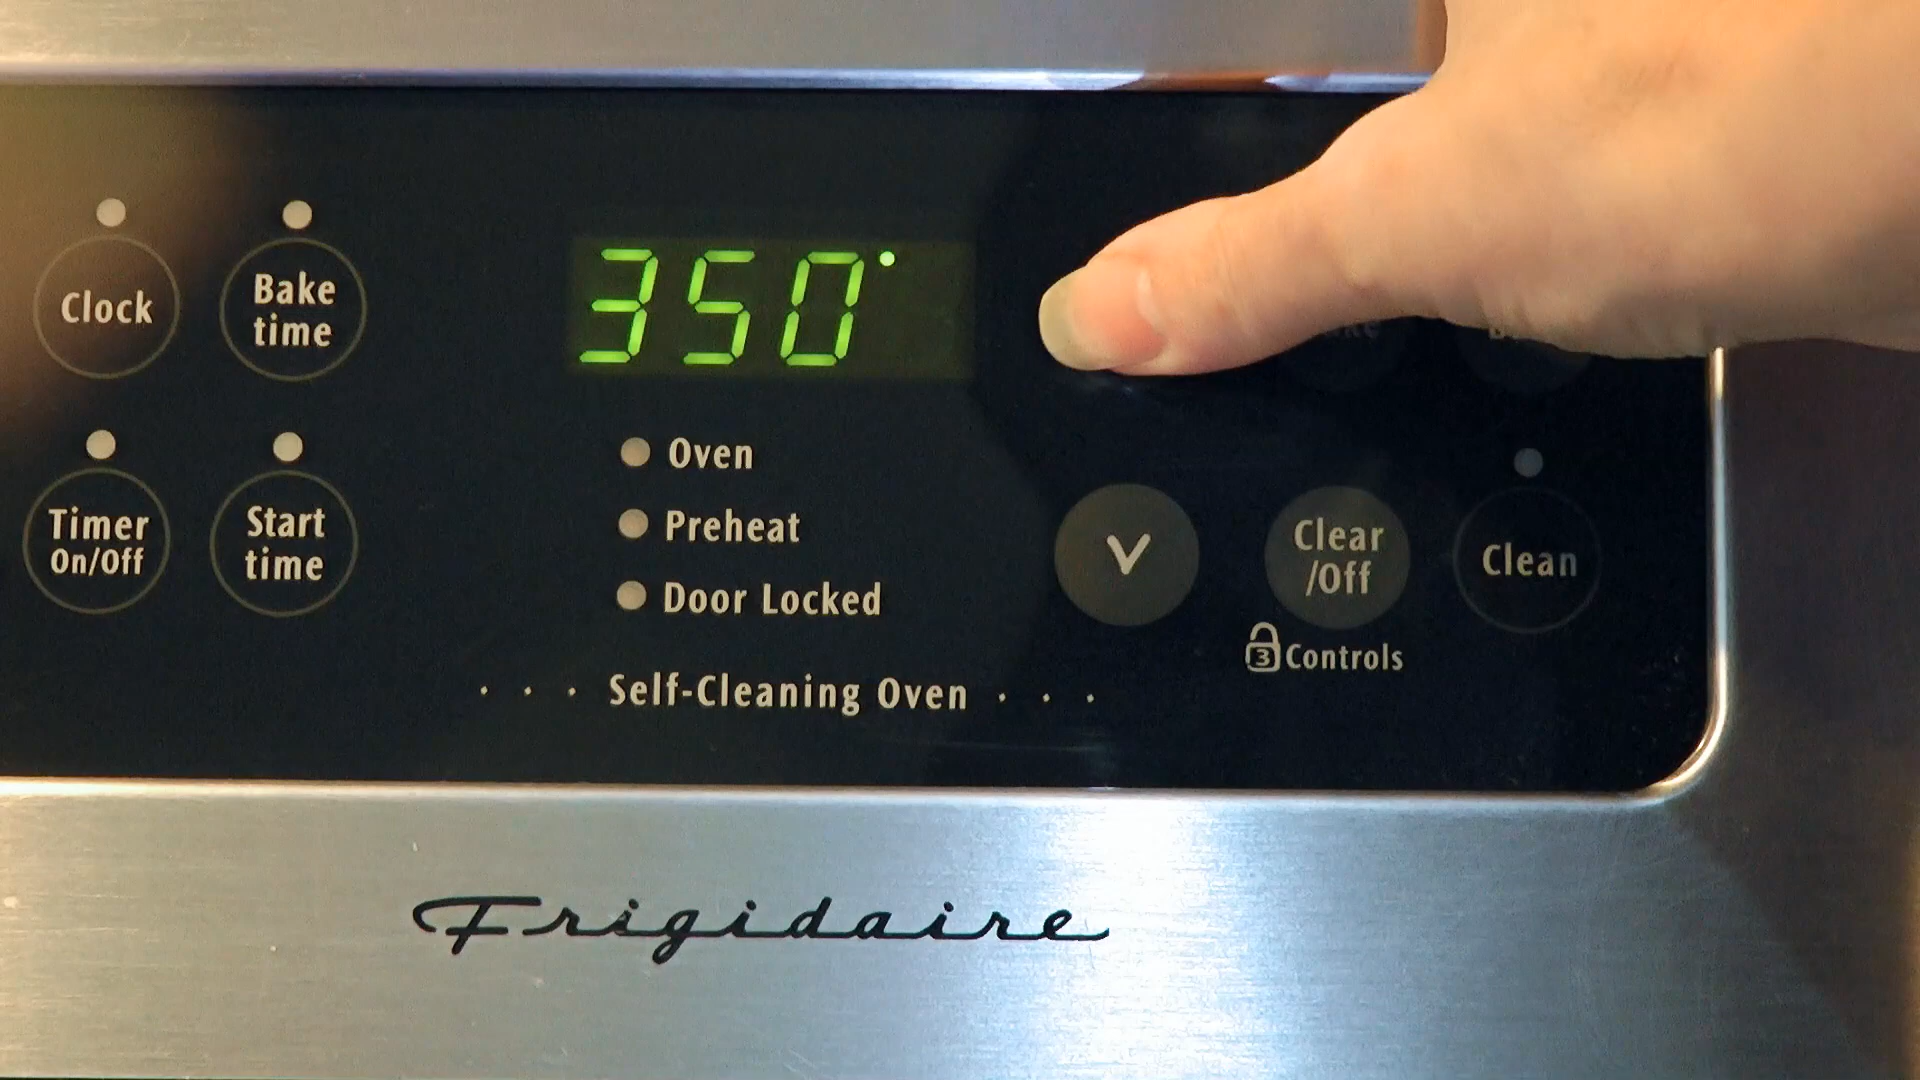 Clock
Bake
time
350°
Timer
On/Off
Start
time
Oven
Preheat
Door Locked
Clear
/Off
3 Controls
Clean
· · · Self-Cleaning Oven · · ·
Frigidaire